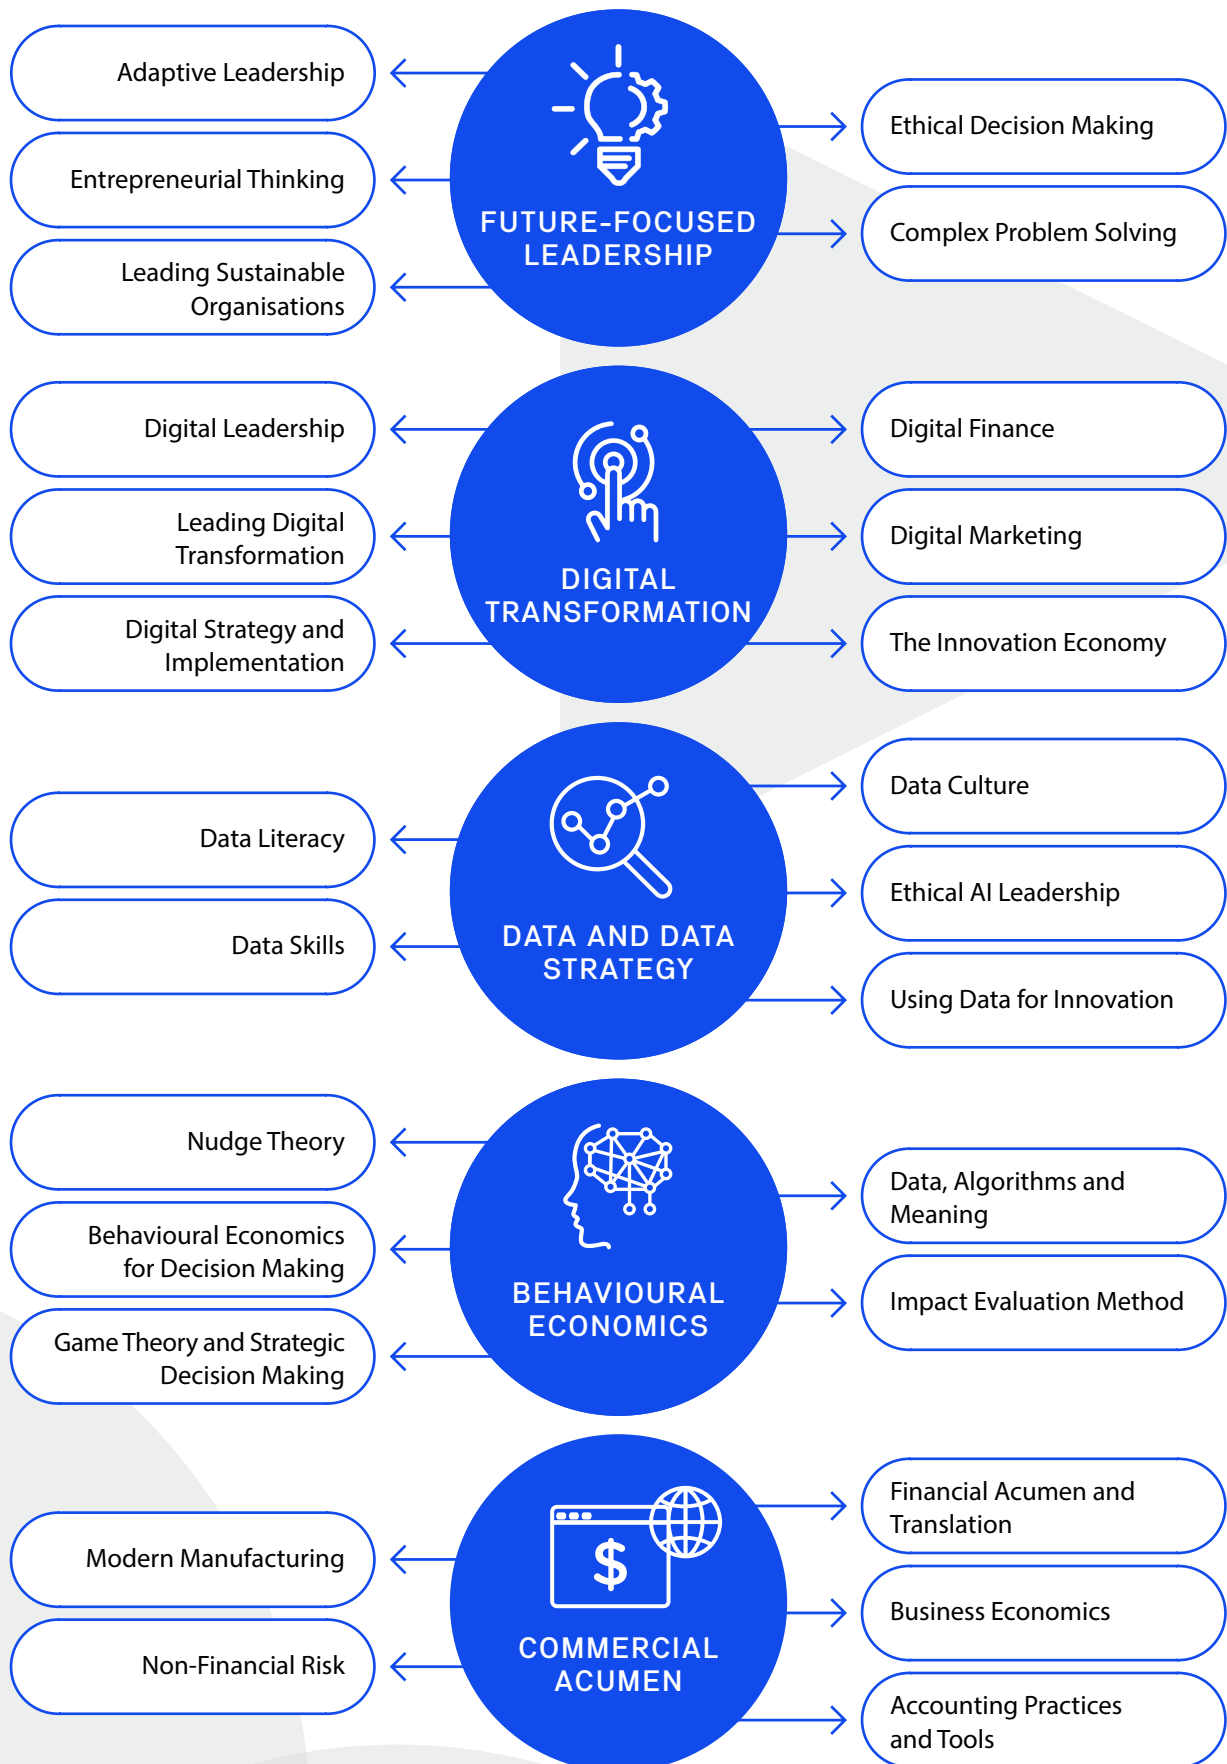 Adaptive Leadership
Entrepreneurial Thinking
Leading Sustainable
Organisations
FUTURE-FOCUSED
LEADERSHIP
Ethical Decision Making
Complex Problem Solving
Digital Leadership
Leading Digital
Transformation
Digital Strategy and
Implementation
DIGITAL
TRANSFORMATION
Digital Finance
Digital Marketing
The Innovation Economy
Data Literacy
Data Skills
DATA AND DATA
STRATEGY
Data Culture
Ethical AI Leadership
Using Data for Innovation
Nudge Theory
Behavioural Economics
for Decision Making
Game Theory and Strategic
Decision Making
BEHAVIOURAL
ECONOMICS
Data, Algorithms and
Meaning
Impact Evaluation Method
Modern Manufacturing
Non-Financial Risk
$
COMMERCIAL
ACUMEN
Financial Acumen and
Translation
Business Economics
Accounting Practices
and Tools